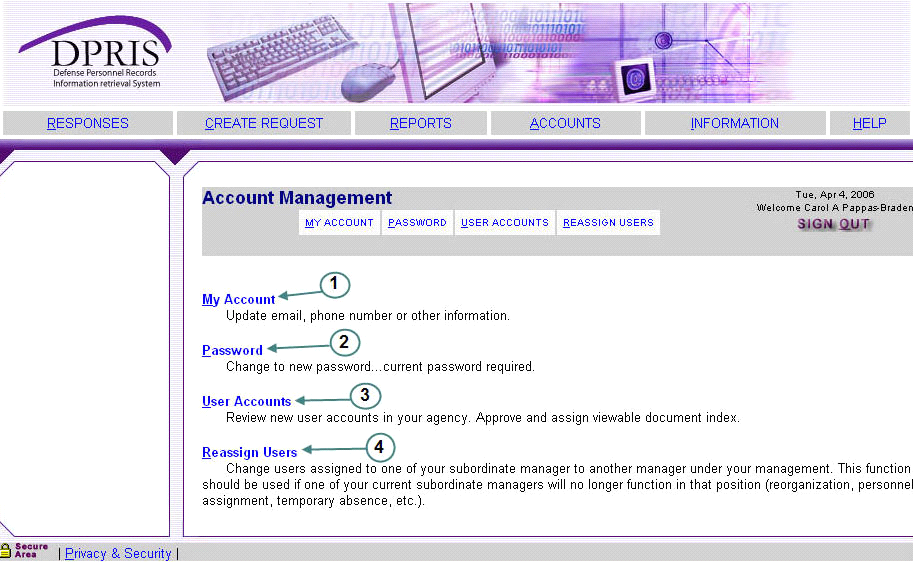 DPRIS
Defense Personnel Records
Information retrieval System
RESPONSES
CREATE REQUEST
REPORTS
ACCOUNTS
INFORMATION
HELP
Account Management
Tue, Apr 4, 2006
Welcome Carol A Pappas-Braden
SIGN OUT
MY ACCOUNT
PASSWORD
USER ACCOUNTS
REASSIGN USERS
My Account
1
Update email, phone number or other information.
Password
2
Change to new password...current password required.
User Accounts
3
Review new user accounts in your agency. Approve and assign viewable document index.
Reassign Users
4
Change users assigned to one of your subordinate manager to another manager under your management. This function
should be used if one of your current subordinate managers will no longer function in that position (reorganization, personnel
assignment, temporary absence, etc.).
Secure
Area
| Privacy & Security |